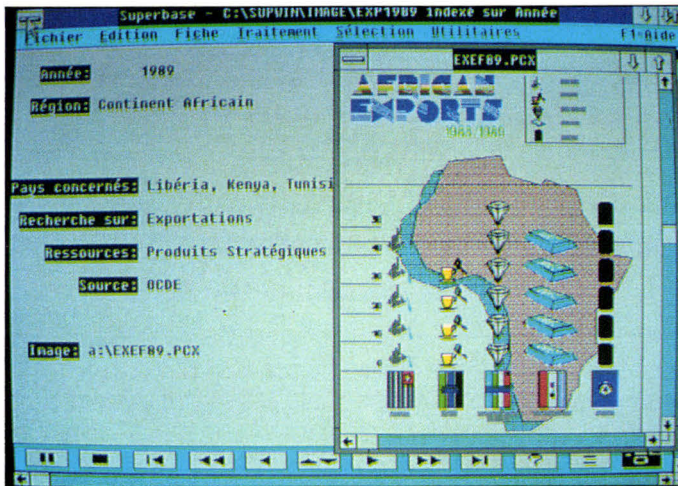 Superbase - C:\SUPWIN\IMAGE\EXP1989 Indexé sur Année
Fichier Edition Fiche Traitement Sélection Utilitaires F1=Aide
Année: 1989
Région: Continent Africain
Pays concernés: Libéria, Kenya, Tunisi
Recherche sur: Exportations
Ressources: Produits Stratégiques
Source: OCDE
Image: a:\EXEF89.PCX
EXEF89.PCX
AFRICAN
EXPORTS